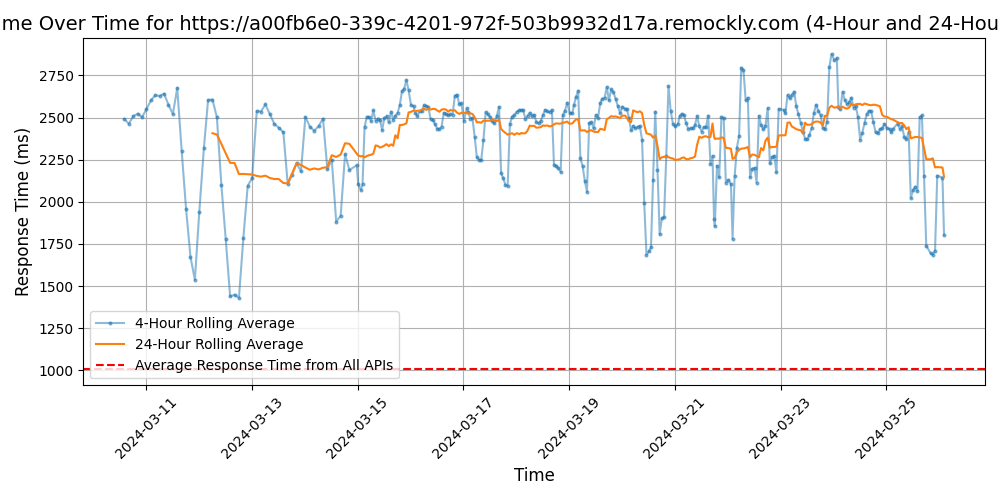 me Over Time for https://a00fb6e0-339c-4201-972f-503b9932d17a.remockly.com (4-Hour and 24-Hou
Response Time (ms)
2750
2500
2250
2000
1750
1500
1250
1000
4-Hour Rolling Average
24-Hour Rolling Average
Average Response Time from All APIs
2024-03-11
2024-03-13
2024-03-15
2024-03-17
2024-03-19
2024-03-21
2024-03-23
2024-03-25
Time